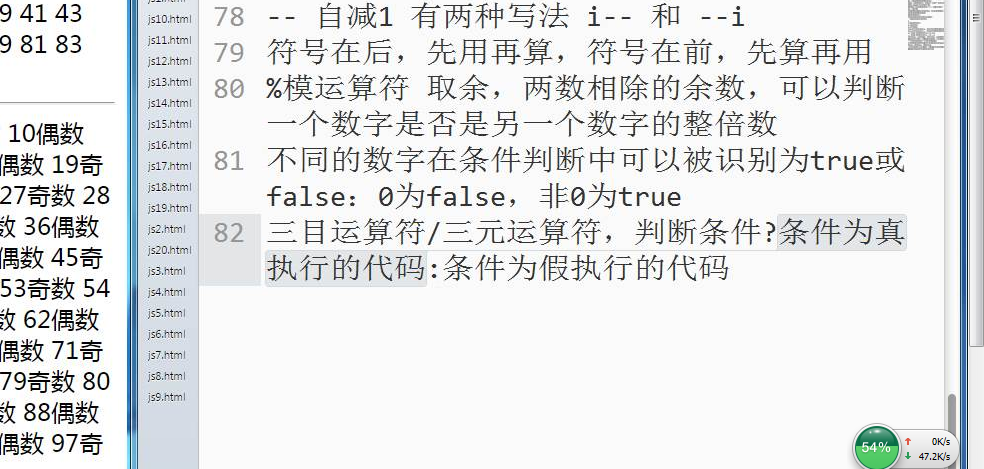 9 41 43
9 81 83
10偶数
偶数 19奇
27奇数 28
数 36偶数
偶数 45奇
53奇数 54
数 62偶数
偶数 71奇
79奇数 80
数 88偶数
偶数 97奇
js10.html
js11.html
js12.html
js13.html
js14.html
js15.html
js16.html
js17.html
js18.html
js19.html
js2.html
js20.html
js3.html
js4.html
js5.html
js6.html
js7.html
js8.html
js9.html
78 -- 自减1 有两种写法 i-- 和 --i
79 符号在后，先用再算，符号在前，先算再用
80 %模运算符 取余，两数相除的余数，可以判断
一个数字是否是另一个数字的整倍数
81 不同的数字在条件判断中可以被识别为true或
false：0为false，非0为true
82 三目运算符/三元运算符，判断条件?条件为真
执行的代码:条件为假执行的代码
54%
0K/s
47.2K/s